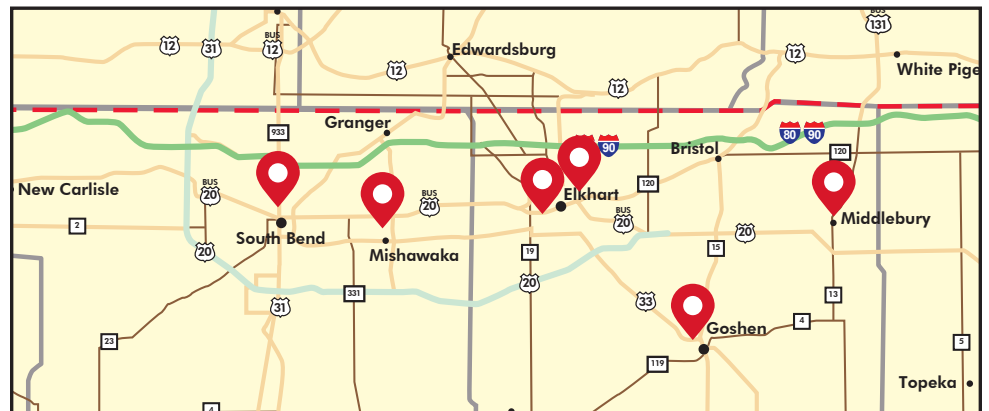 BUS
131
12
31
BUS
12
Edwardsburg
12
12
12
White Pige
933
Granger
80
90
90
Bristol
120
120
New Carlisle
BUS
20
BUS
20
Elkhart
BUS
20
2
South Bend
Mishawaka
Middlebury
20
19
15
20
20
31
331
33
13
23
Goshen
4
5
119
Topeka
4